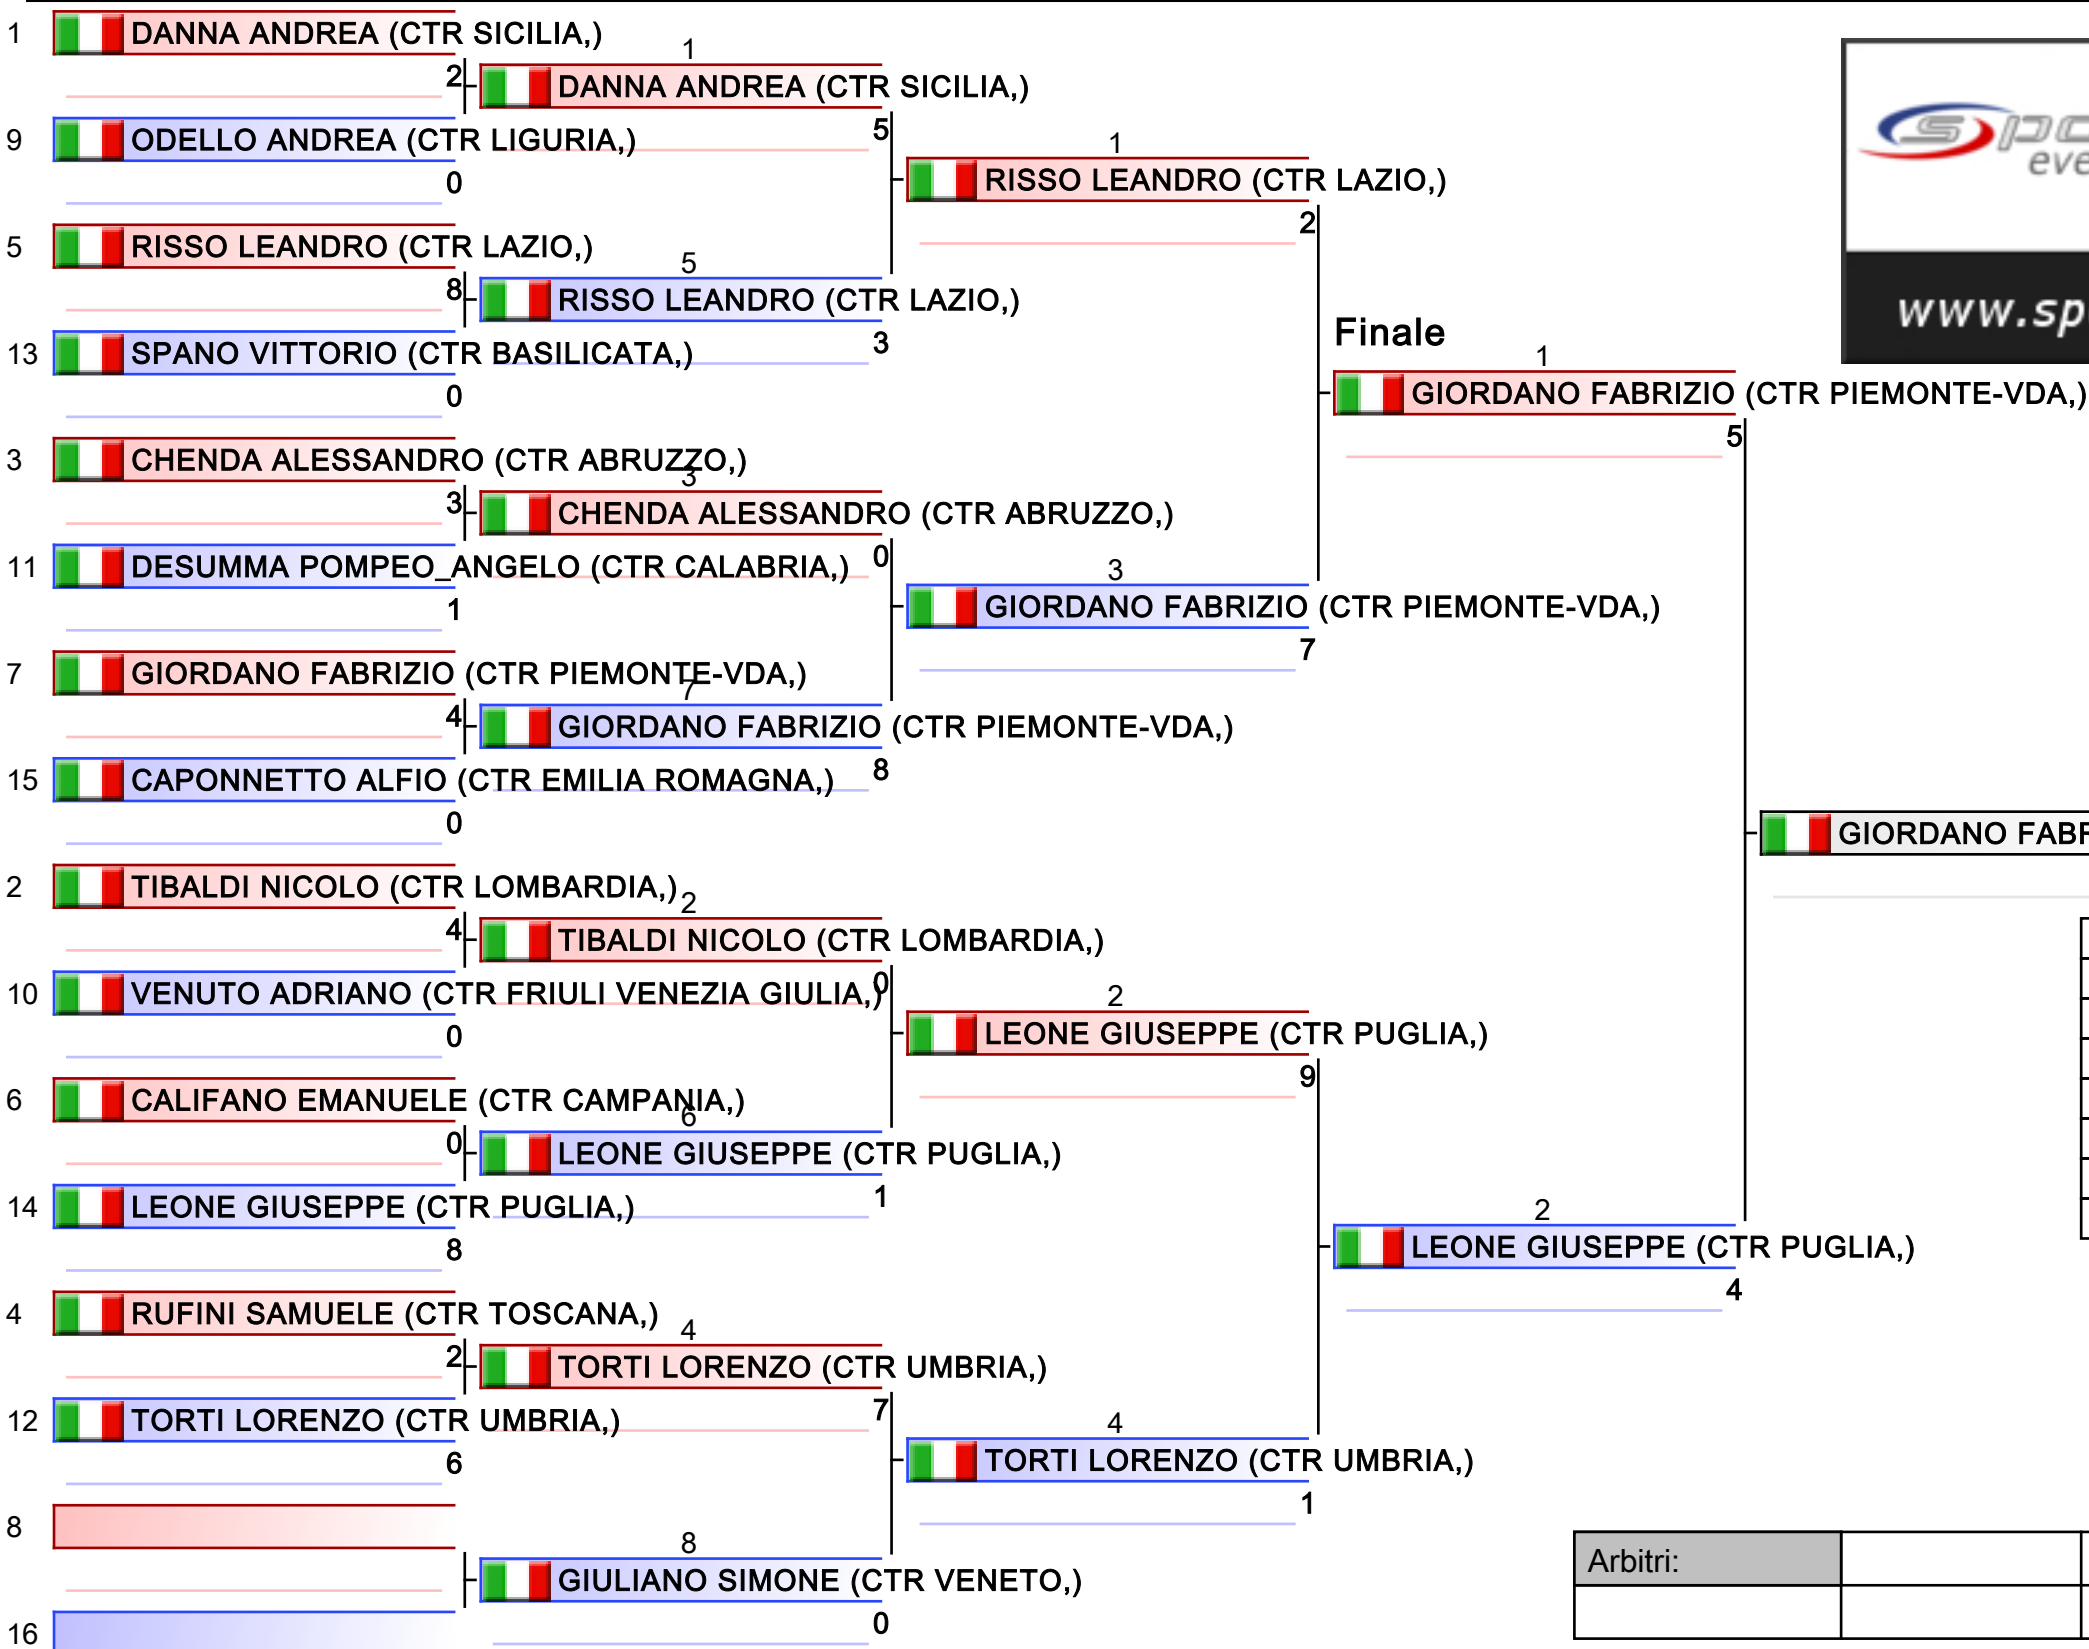 1 DANNA ANDREA (CTR SICILIA,)
2
9 ODELLO ANDREA (CTR LIGURIA,)
0
5 RISSO LEANDRO (CTR LAZIO,)
8
13 SPANO VITTORIO (CTR BASILICATA,)
0
3 CHENDA ALESSANDRO (CTR ABRUZZO,)
3
11 DESUMMA POMPEO_ANGELO (CTR CALABRIA,)
1
7 GIORDANO FABRIZIO (CTR PIEMONTE-VDA,)
4
15 CAPONNETTO ALFIO (CTR EMILIA ROMAGNA,)
0
2 TIBALDI NICOLO (CTR LOMBARDIA,)
4
10 VENUTO ADRIANO (CTR FRIULI VENEZIA GIULIA,)
0
6 CALIFANO EMANUELE (CTR CAMPANIA,)
0
14 LEONE GIUSEPPE (CTR PUGLIA,)
8
4 RUFINI SAMUELE (CTR TOSCANA,)
2
12 TORTI LORENZO (CTR UMBRIA,)
6
8
16
1
DANNA ANDREA (CTR SICILIA,)
5
5
RISSO LEANDRO (CTR LAZIO,)
3
3
CHENDA ALESSANDRO (CTR ABRUZZO,)
0
7
GIORDANO FABRIZIO (CTR PIEMONTE-VDA,)
8
2
TIBALDI NICOLO (CTR LOMBARDIA,)
0
6
LEONE GIUSEPPE (CTR PUGLIA,)
1
4
TORTI LORENZO (CTR UMBRIA,)
7
8
GIULIANO SIMONE (CTR VENETO,)
0
1
RISSO LEANDRO (CTR LAZIO,)
2
3
GIORDANO FABRIZIO (CTR PIEMONTE-VDA,)
7
2
LEONE GIUSEPPE (CTR PUGLIA,)
9
4
TORTI LORENZO (CTR UMBRIA,)
1
Finale
1
GIORDANO FABRIZIO (CTR PIEMONTE-VDA,)
5
2
LEONE GIUSEPPE (CTR PUGLIA,)
4
GIORDANO
www.sp
Arbitri: